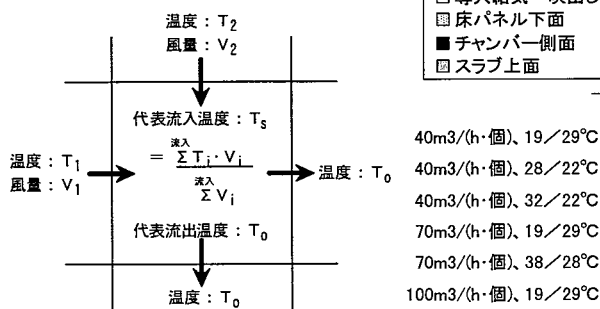 温度：T2
風量：V2
代表流入温度：Ts
流入
= ΣTi・Vi
流入
ΣVi
温度：T1
風量：V1
温度：To
代表流出温度：To
温度：To
床パネル下面
■チャンバー側面
スラブ上面
40m3/(h・個)、19／29℃
40m3/(h・個)、28／22℃
40m3/(h・個)、32／22℃
70m3/(h・個)、19／29℃
70m3/(h・個)、38／28℃
100m3/(h・個)、19／29℃